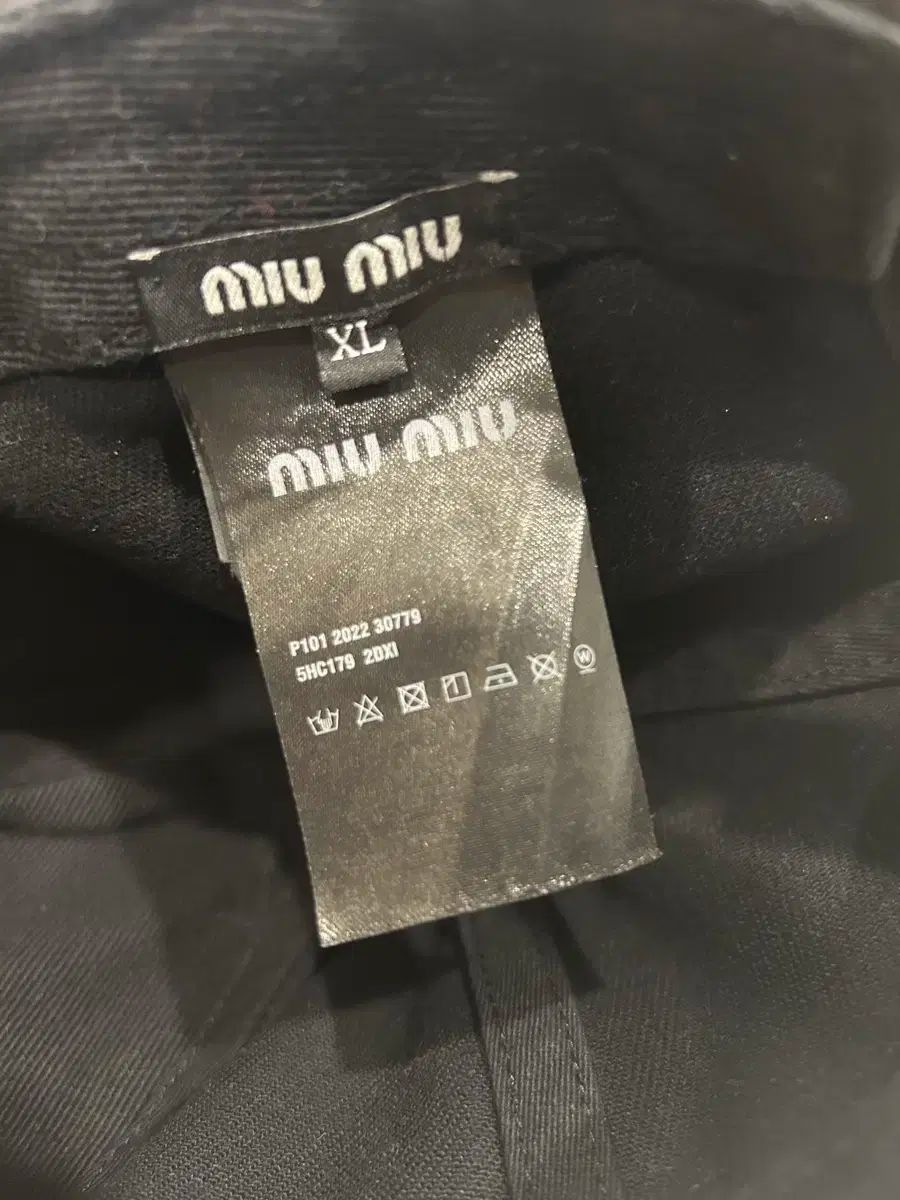 MIU MIU
XL
MIU MIU
P101 2022 30779
5HC179 2DXI
W